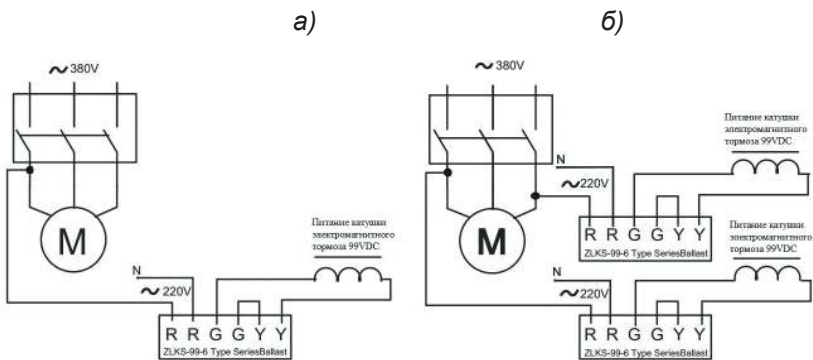 а)
б)
~380V
~380V
Питание катушки
электромагнитного
тормоза 99VDC
N
~220V
M
M
R R G G Y Y
ZLKS-99-6 Type SeriesBallast
Питание катушки
электромагнитного
тормоза 99VDC
Питание катушки
электромагнитного
тормоза 99VDC
N
~220V
R R G G Y Y
ZLKS-99-6 Type SeriesBallast
N
~220V
R R G G Y Y
ZLKS-99-6 Type SeriesBallast